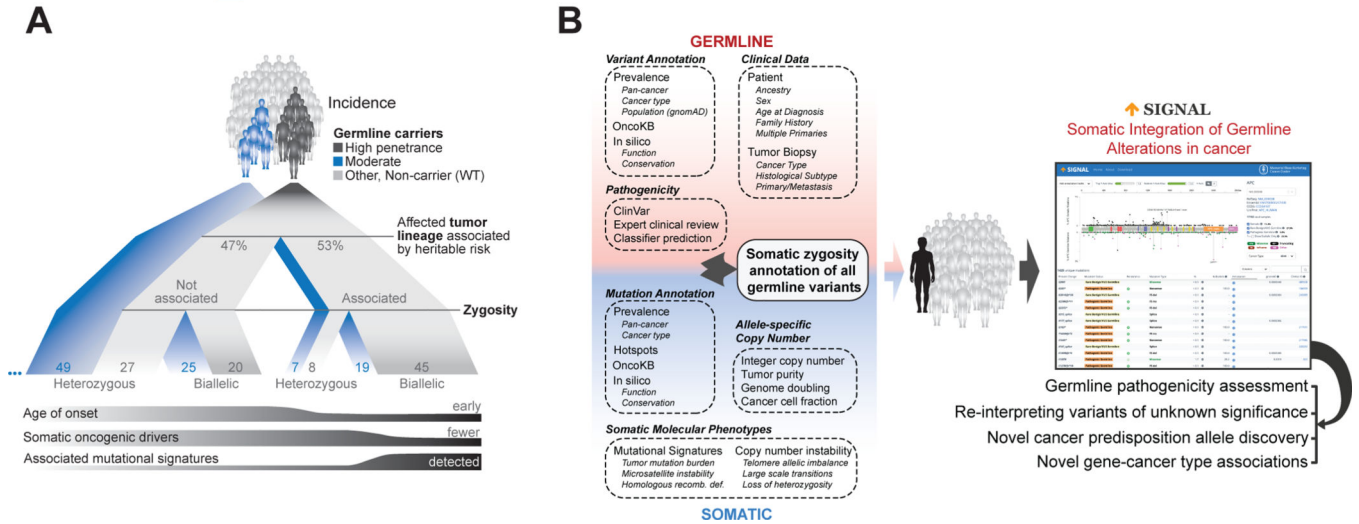 A
Incidence
Germline carriers
High penetrance
Moderate
Other, Non-carrier (WT)
Affected tumor
lineage associated
by heritable risk
47%
53%
Not
associated
Associated
Zygosity
...
49
27
25
20
7
8
19
45
Heterozygous
Biallelic
Heterozygous
Biallelic
Age of onset
early
Somatic oncogenic drivers
fewer
Associated mutational signatures
detected
B
GERMLINE
Variant Annotation
Prevalence
Pan-cancer
Cancer type
Population (gnomAD)
OncoKB
In silico
Function
Conservation
Clinical Data
Patient
Ancestry
Sex
Age at Diagnosis
Family History
Multiple Primaries
Tumor Biopsy
Cancer Type
Histological Subtype
Primary/Metastasis
Pathogenicity
ClinVar
Expert clinical review
Classifier prediction
Somatic zygosity
annotation of all
germline variants
Mutation Annotation
Prevalence
Pan-cancer
Cancer type
Hotspots
OncoKB
In silico
Function
Conservation
Allele-specific
Copy Number
Integer copy number
Tumor purity
Genome doubling
Cancer cell fraction
Somatic Molecular Phenotypes
Mutational Signatures
Tumor mutation burden
Microsatellite instability
Homologous recomb. def.
Copy number instability
Telomere allelic imbalance
Large scale transitions
Loss of heterozygosity
SOMATIC
SIGNAL
Somatic Integration of Germline
Alterations in cancer
SIGNAL
Germline pathogenicity assessment
Re-interpreting variants of unknown significance
Novel cancer predisposition allele discovery
Novel gene-cancer type associations